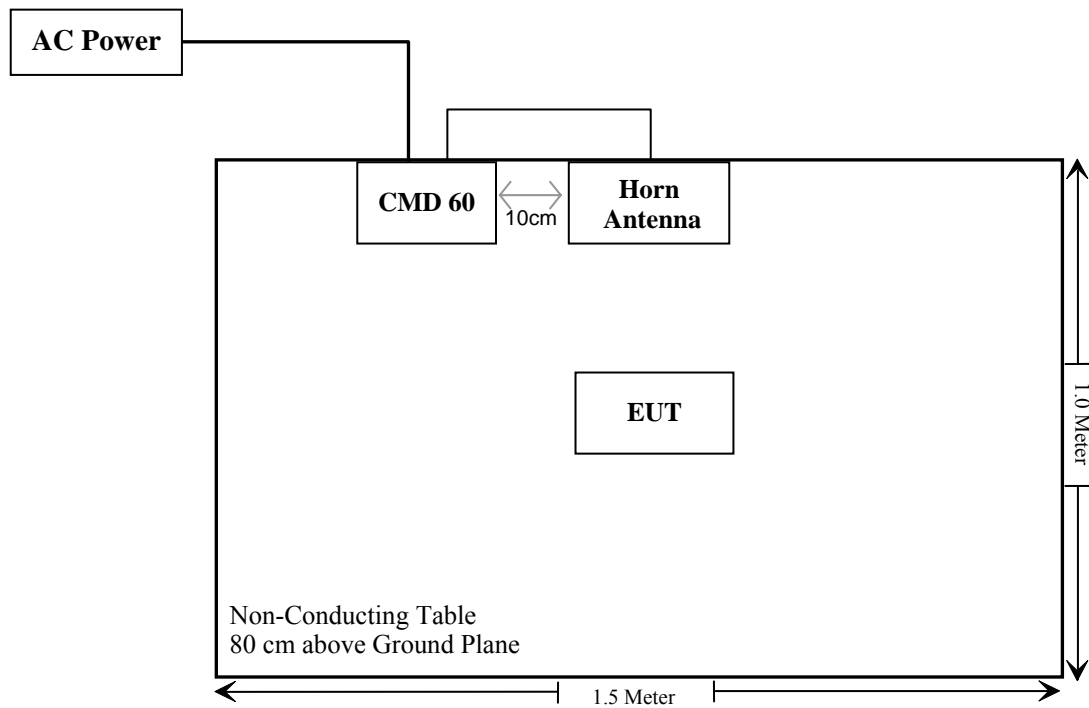 AC Power
CMD 60
10cm
Horn
Antenna
EUT
1.0 Meter
Non-Conducting Table
80 cm above Ground Plane
1.5 Meter